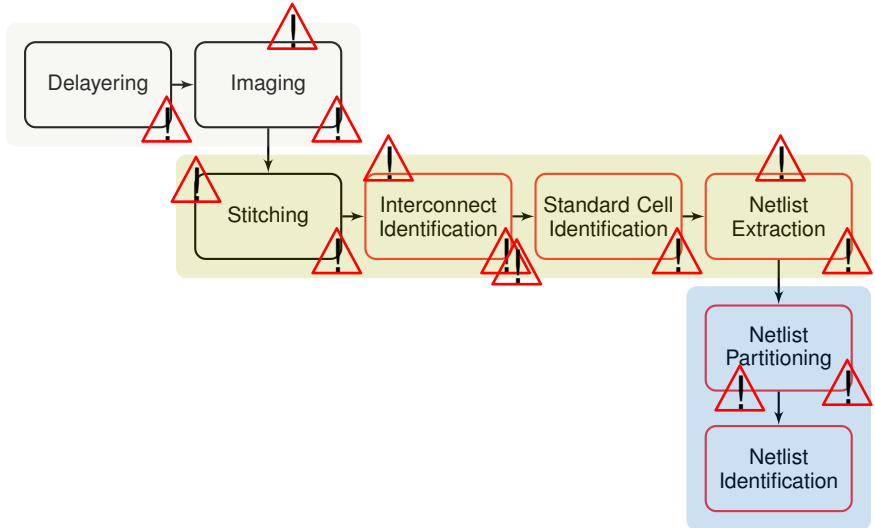 Delayering
Imaging
Stitching
Interconnect
Identification
Standard Cell
Identification
Netlist
Extraction
Netlist
Partitioning
Netlist
Identification